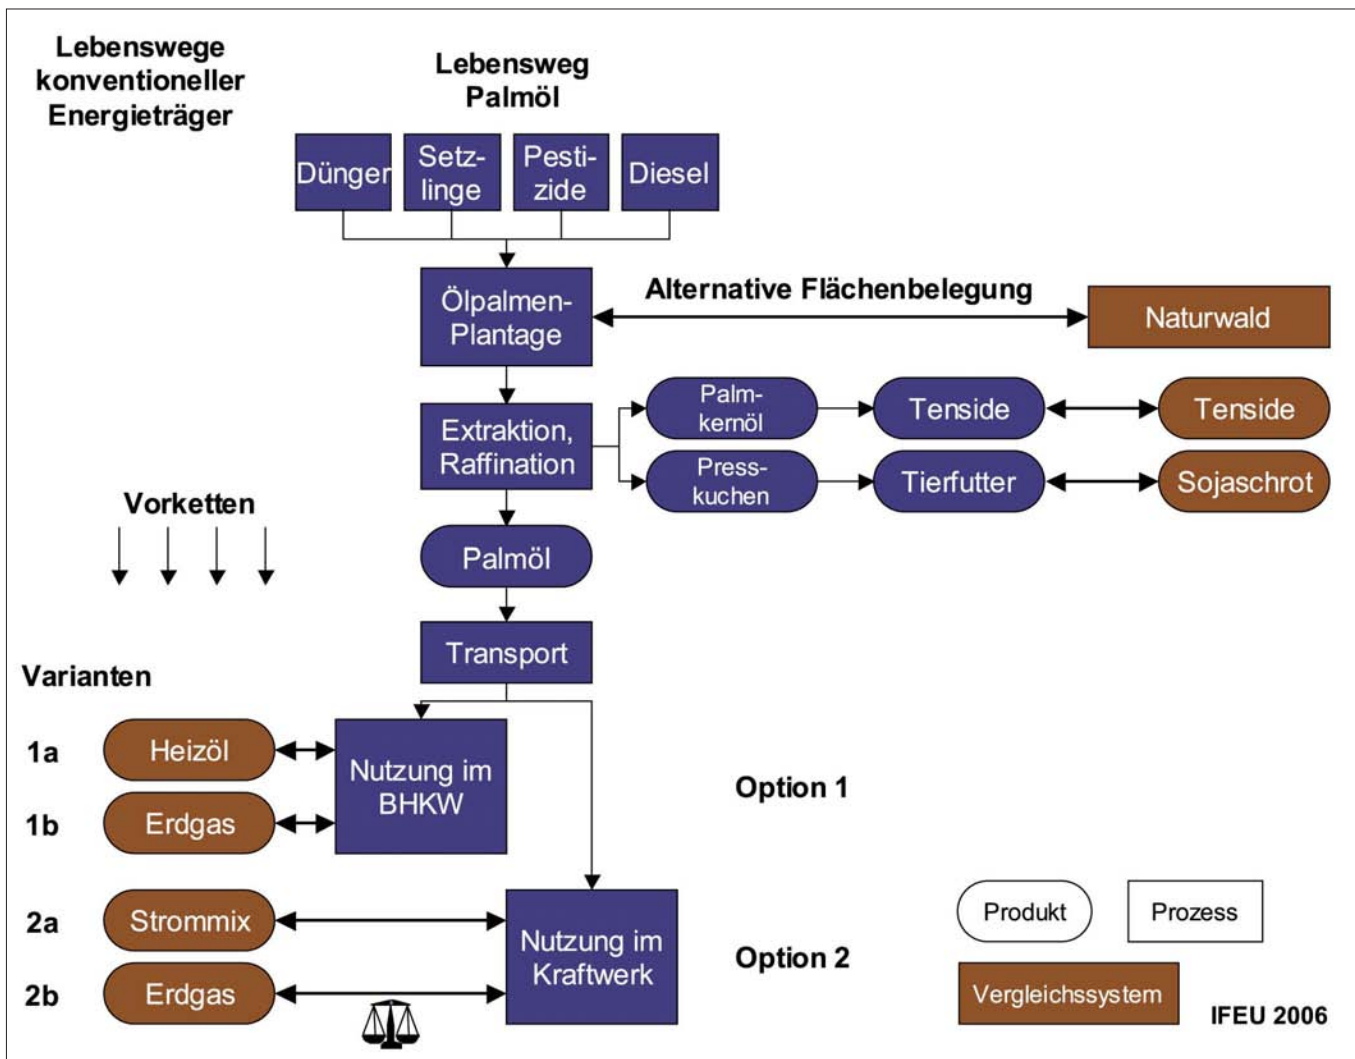 Lebenswege
konventioneller
Energieträger
Lebensweg
Palmöl
Dünger
Setz-
linge
Pesti-
zide
Diesel
Ölpalmen-
Plantage
Alternative Flächenbelegung
Naturwald
Extraktion,
Raffination
Palm-
kernöl
Tenside
Tenside
Press-
kuchen
Tierfutter
Sojaschrot
Vorketten
Palmöl
Transport
Varianten
1a
Heizöl
1b
Erdgas
Nutzung im
BHKW
Option 1
2a
Strommix
2b
Erdgas
Nutzung im
Kraftwerk
Option 2
Produkt
Prozess
Vergleichssystem
IFEU 2006